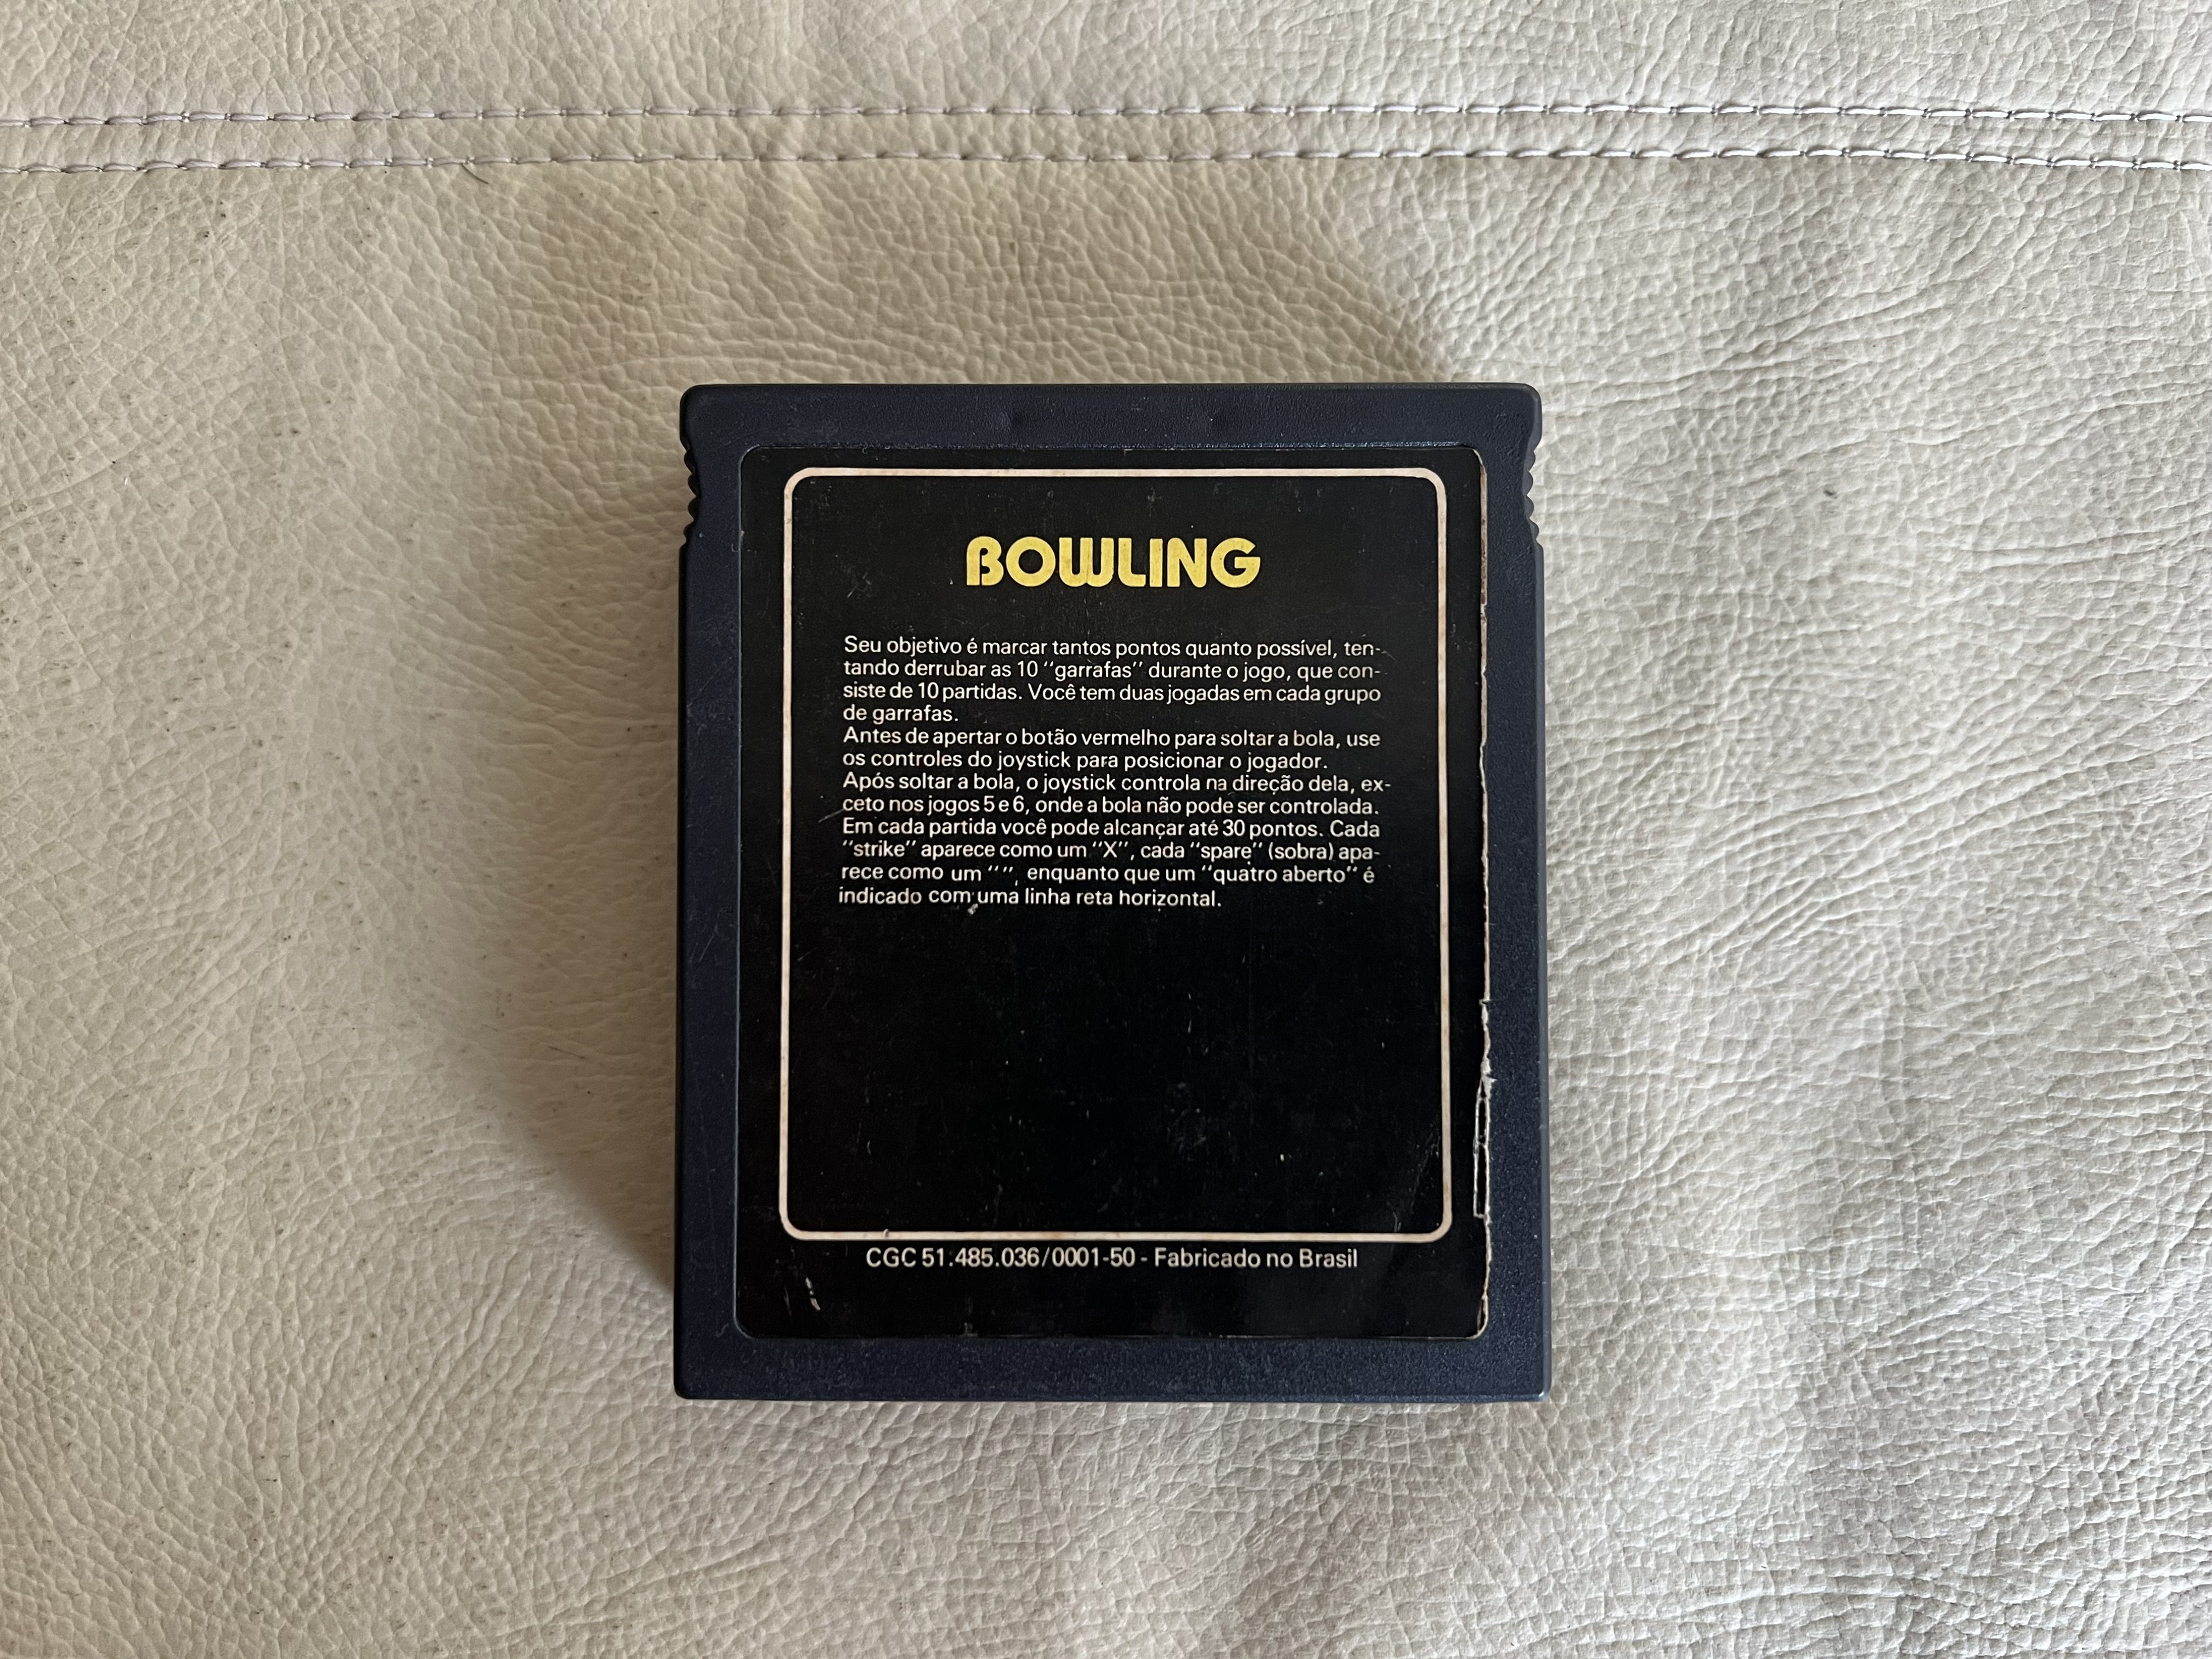 BOWLING
Seu objetivo é marcar tantos pontos quanto possível, ten-
tando derrubar as 10 ''garrafas'' durante o jogo, que con-
siste de 10 partidas. Você tem duas jogadas em cada grupo
de garrafas.
Antes de apertar o botão vermelho para soltar a bola, use
os controles do joystick para posicionar o jogador.
Após soltar a bola, o joystick controla na direção dela, ex-
ceto nos jogos 5 e 6, onde a bola não pode ser controlada.
Em cada partida você pode alcançar até 30 pontos. Cada
''strike'' aparece como um ''X'', cada ''spare'' (sobra) apa-
rece como um '' '', enquanto que um ''quatro aberto'' é
indicado com uma linha reta horizontal.
CGC 51.485.036/0001-50 - Fabricado no Brasil